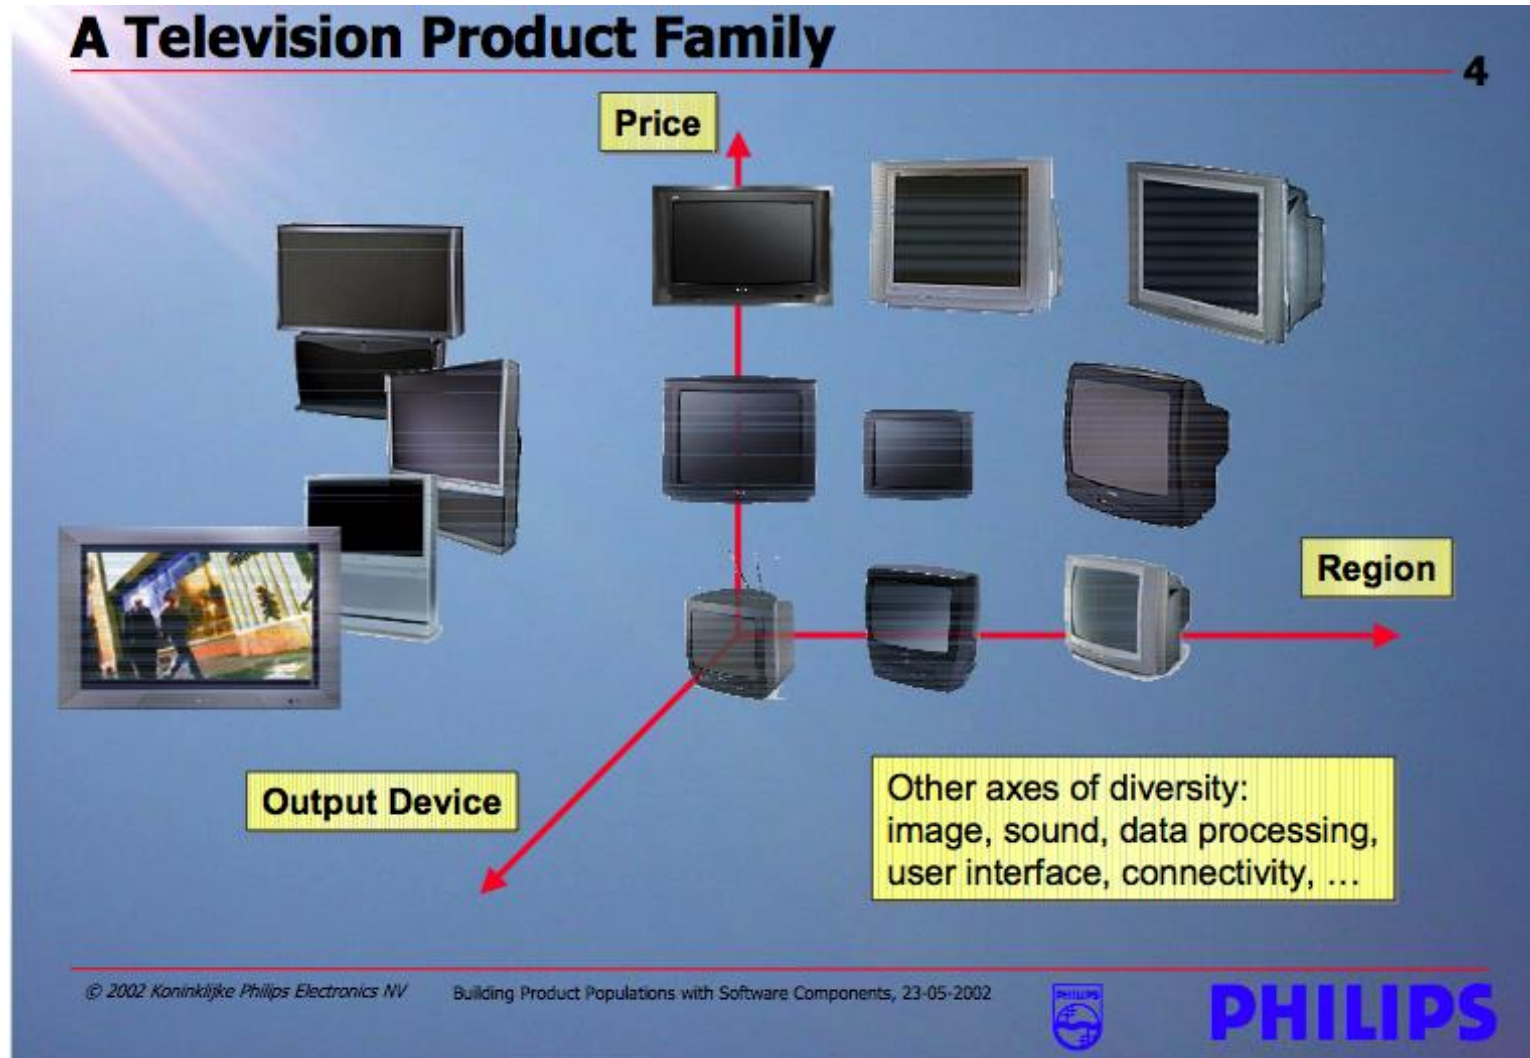 A Television Product Family
4
Price
Region
Output Device
Other axes of diversity:
image, sound, data processing,
user interface, connectivity, ...
© 2002 Koninklijke Philips Electronics NV
Building Product Populations with Software Components, 23-05-2002
PHILIPS
PHILIPS